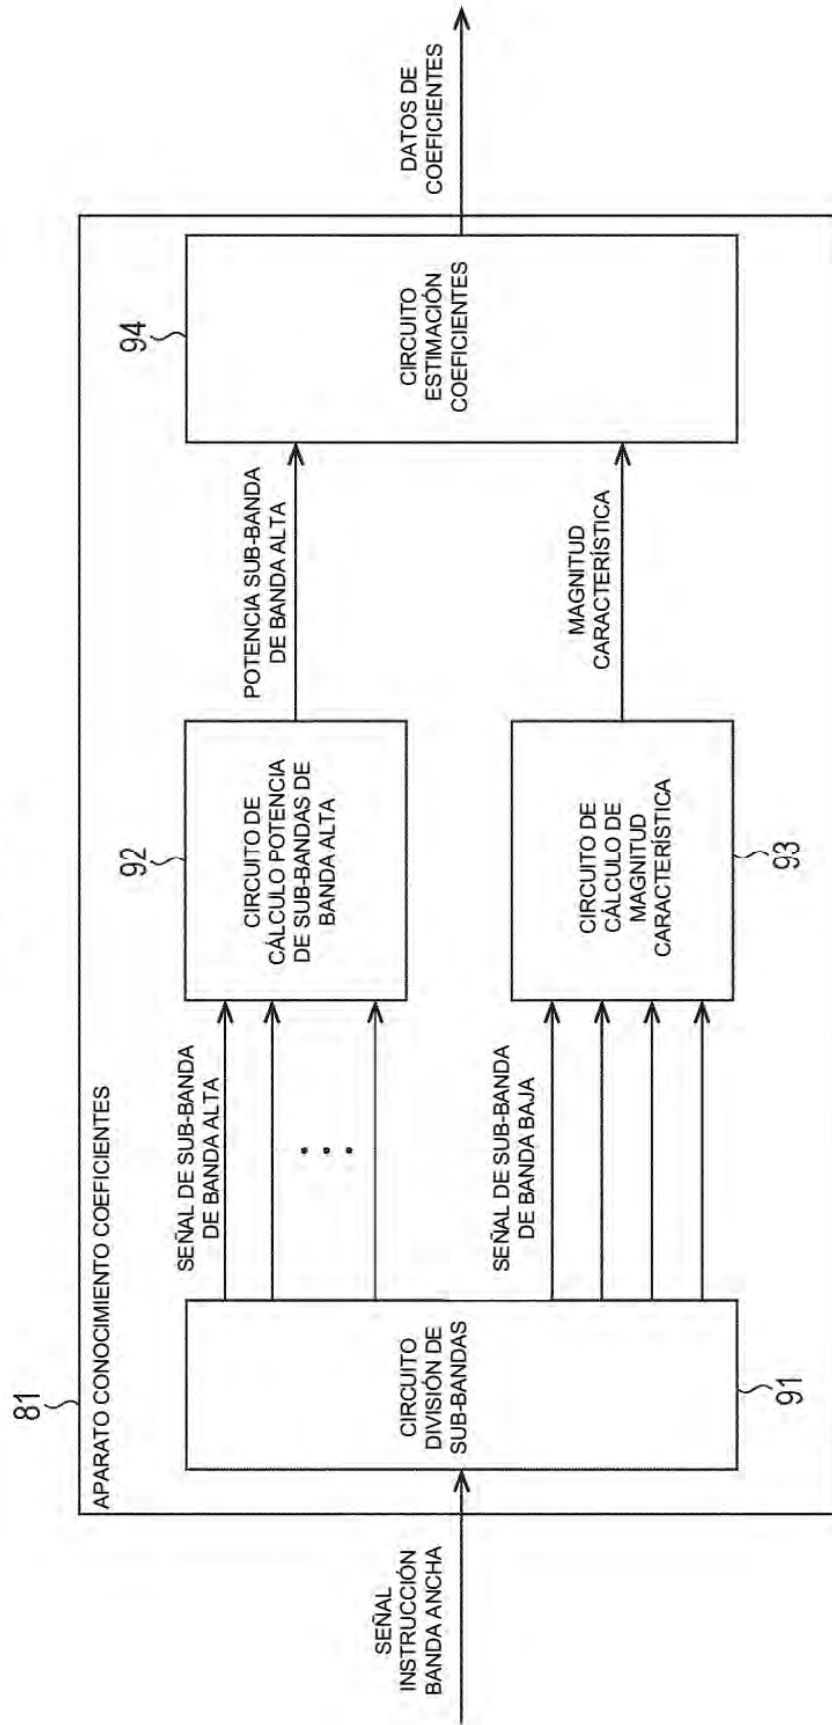 81
APARATO CONOCIMIENTO COEFICIENTES
SEÑAL
INSTRUCCIÓN
BANDA ANCHA
CIRCUITO
DIVISIÓN DE
SUB-BANDAS
91
SEÑAL DE SUB-BANDA
DE BANDA ALTA
. . .
SEÑAL DE SUB-BANDA
DE BANDA BAJA
92
CIRCUITO DE
CÁLCULO POTENCIA
DE SUB-BANDAS DE
BANDA ALTA
CIRCUITO DE
CÁLCULO DE
MAGNITUD
CARACTERÍSTICA
93
POTENCIA SUB-BANDA
DE BANDA ALTA
MAGNITUD
CARACTERÍSTICA
94
CIRCUITO
ESTIMACIÓN
COEFICIENTES
DATOS DE
COEFICIENTES